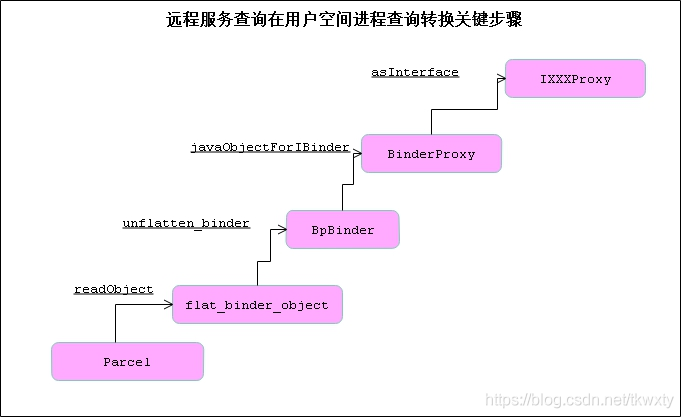 远程服务查询在用户空间进程查询转换关键步骤
asInterface
IXXXProxy
javaObjectForIBinder
BinderProxy
unflatten_binder
BpBinder
readObject
flat_binder_object
Parcel
https://blog.csdn.net/tkwxty